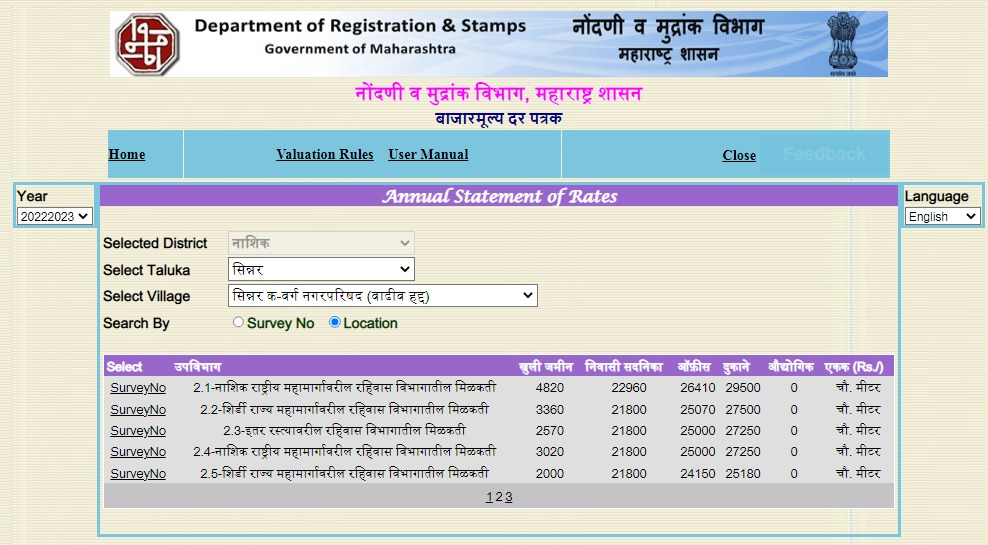 Department of Registration & Stamps
Government of Maharashtra
नोंदणी व मुद्रांक विभाग
महाराष्ट्र शासन
नोंदणी व मुद्रांक विभाग, महाराष्ट्र शासन
बाजारमूल्य दर पत्रक
Home Valuation Rules User Manual Close Feedback
Year Annual Statement of Rates Language
20222023 English
Selected District नाशिक
Select Taluka सिन्नर
Select Village सिन्नर क-वर्ग नगरपरिषद (वाढीव हद्द)
Search By Survey No Location
Select उपविभाग खुली जमीन निवासी सदनिका ऑफ़ीस दुकाने औद्योगिक एकक (Rs./)
SurveyNo 2.1-नाशिक राष्ट्रीय महामार्गावरील रहिवास विभागातील मिळकती 4820 22960 26410 29500 0 चौ. मीटर
SurveyNo 2.2-शिर्डी राज्य महामार्गावरील रहिवास विभागातील मिळकती 3360 21800 25070 27500 0 चौ. मीटर
SurveyNo 2.3-इतर रस्त्यावरील रहिवास विभागातील मिळकती 2570 21800 25000 27250 0 चौ. मीटर
SurveyNo 2.4-नाशिक राष्ट्रीय महामार्गावरील रहिवास विभागातील मिळकती 3020 21800 25000 27250 0 चौ. मीटर
SurveyNo 2.5-शिर्डी राज्य महामार्गावरील रहिवास विभागातील मिळकती 2000 21800 24150 25180 0 चौ. मीटर
1 2 3